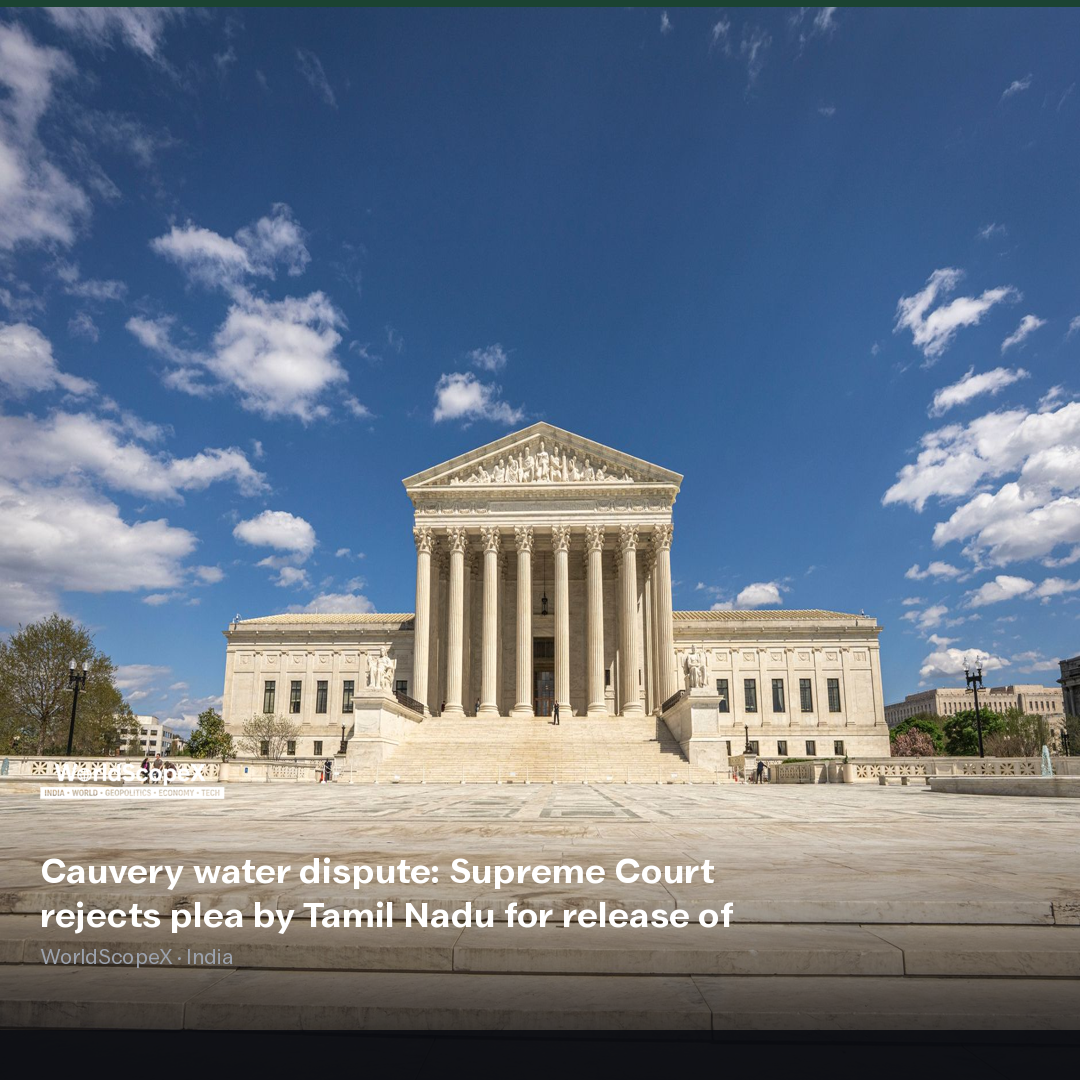 WorldScopeX
INDIA • WORLD • GEOPOLITICS • ECONOMY • TECH
Cauvery water dispute: Supreme Court
rejects plea by Tamil Nadu for release of
WorldScopeX · India